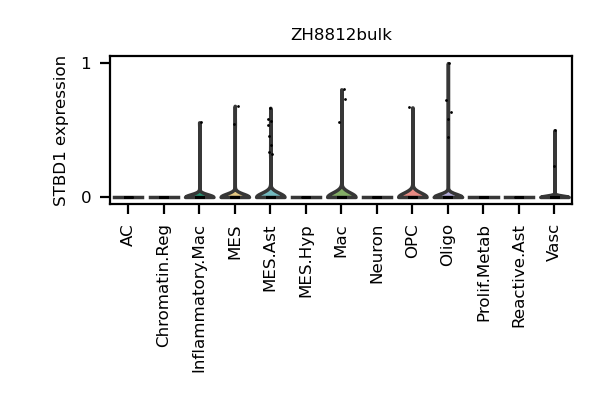 ZH8812bulk
STBD1 expression
1
0
AC
Chromatin.Reg
Inflammatory.Mac
MES
MES.Ast
MES.Hyp
Mac
Neuron
OPC
Oligo
Prolif.Metab
Reactive.Ast
Vasc